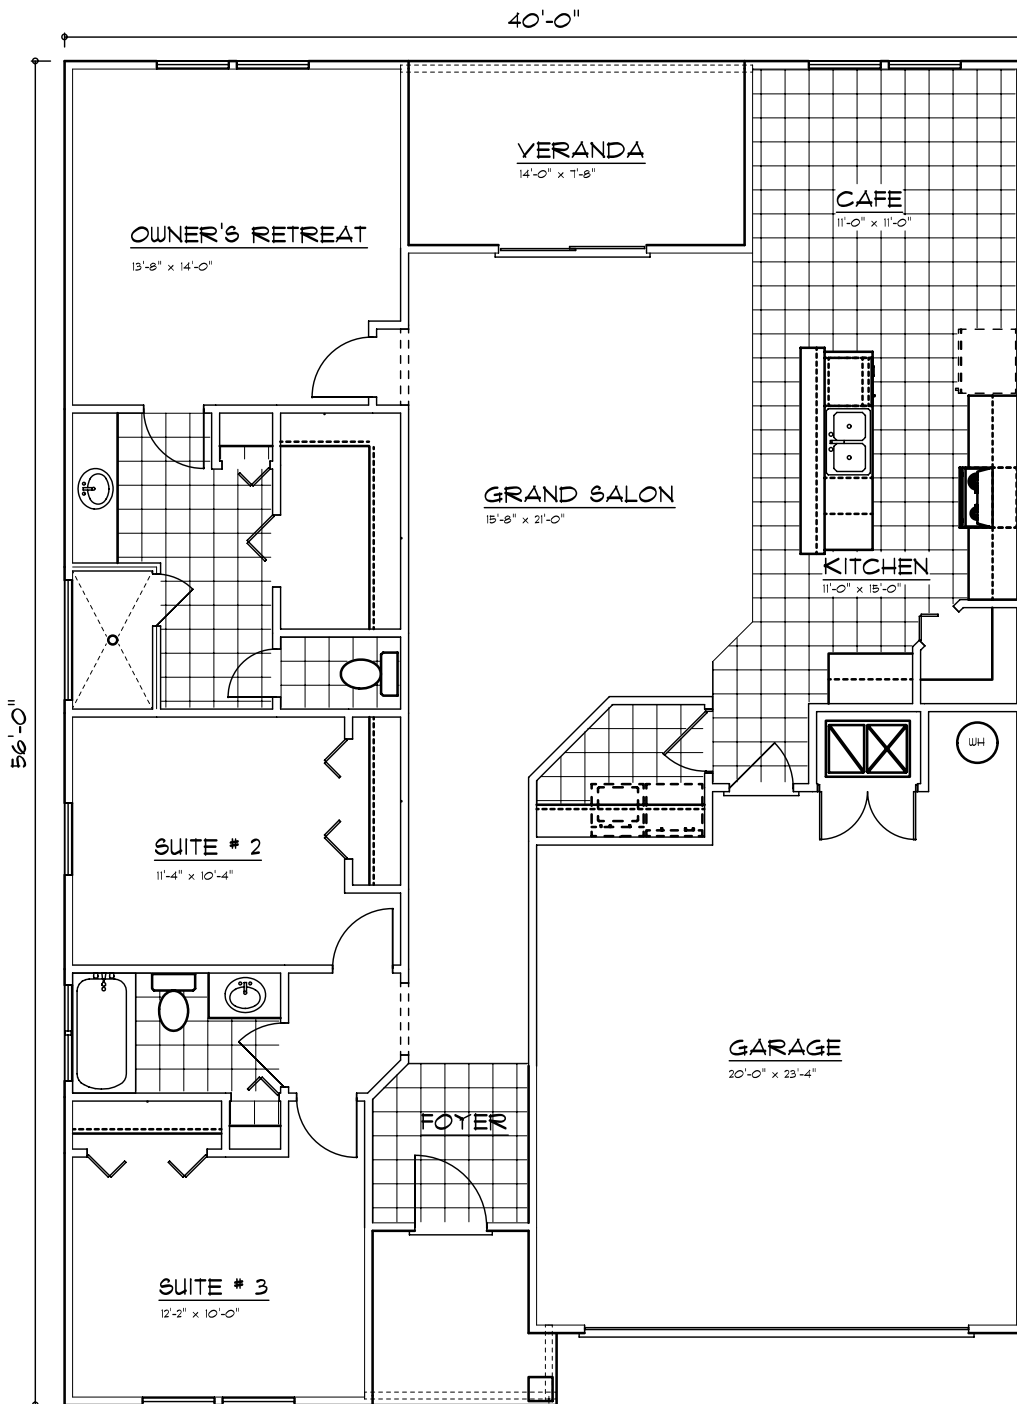 40'-0"
VERANDA
14'-0" x 7'-8"
CAFE
11'-0" x 11'-0"
OWNER'S RETREAT
13'-8" x 14'-0"
GRAND SALON
15'-8" x 21'-0"
KITCHEN
11'-0" x 15'-0"
56'-0"
WH
SUITE # 2
11'-4" x 10'-4"
GARAGE
20'-0" x 23'-4"
FOYER
SUITE # 3
12'-2" x 10'-0"